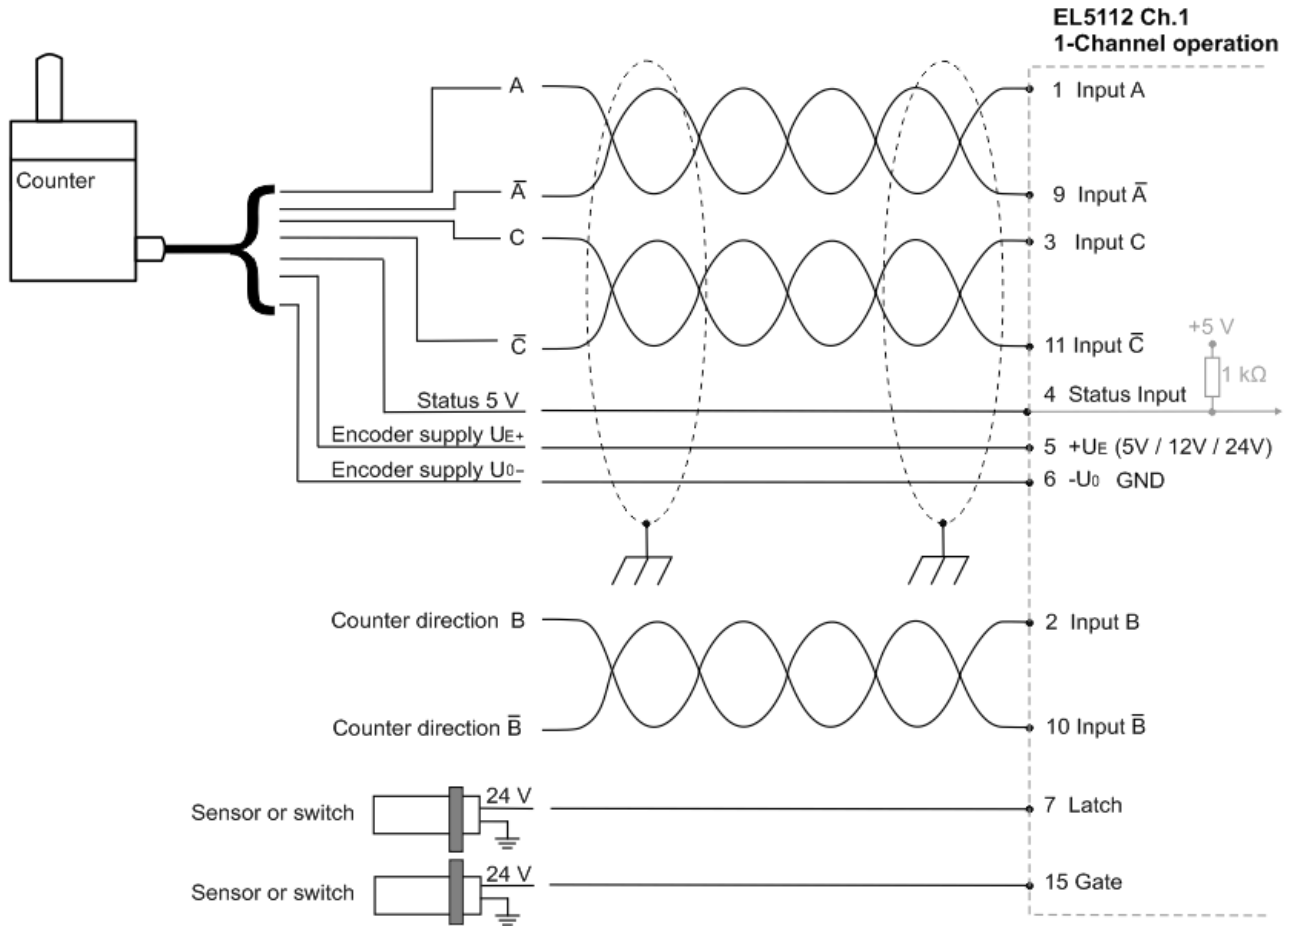 EL5112 Ch.1
1-Channel operation
Counter
A
1 Input A
A̅
9 Input A̅
C
3 Input C
C̅
11 Input C̅
+5 V
1 kΩ
Status 5 V
4 Status Input
Encoder supply UE+
5 +UE (5V / 12V / 24V)
Encoder supply U0–
6 -U0 GND
Counter direction B
2 Input B
Counter direction B̅
10 Input B̅
Sensor or switch
24 V
7 Latch
Sensor or switch
24 V
15 Gate